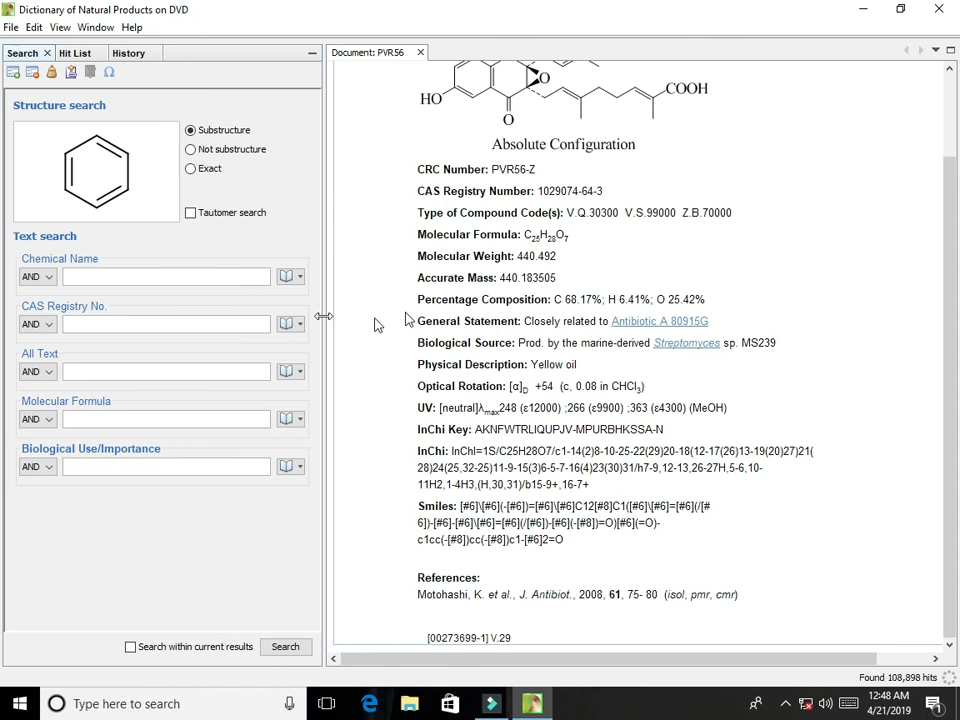 Dictionary of Natural Products on DVD
File Edit View Window Help
Search Hit List History
Structure search
Substructure
Not substructure
Exact
Tautomer search
Text search
Chemical Name
AND
CAS Registry No.
AND
All Text
AND
Molecular Formula
AND
Biological Use/Importance
AND
Search within current results Search
Document: PVR56
HO O O COOH
Absolute Configuration
CRC Number: PVR56-Z
CAS Registry Number: 1029074-64-3
Type of Compound Code(s): V.Q.30300 V.S.99000 Z.B.70000
Molecular Formula: C25H28O7
Molecular Weight: 440.492
Accurate Mass: 440.183505
Percentage Composition: C 68.17%; H 6.41%; O 25.42%
General Statement: Closely related to Antibiotic A 80915G
Biological Source: Prod. by the marine-derived Streptomyces sp. MS239
Physical Description: Yellow oil
Optical Rotation: [α]D +54 (c, 0.08 in CHCl3)
UV: [neutral]λmax248 (ε12000) ;266 (ε9900) ;363 (ε4300) (MeOH)
InChi Key: AKNFWTRLIQUPJV-MPURBHKSSA-N
InChi: InChI=1S/C25H28O7/c1-14(2)8-10-25-22(29)20-18(12-17(26)13-19(20)27)21(
28)24(25,32-25)11-9-15(3)6-5-7-16(4)23(30)31/h7-9,12-13,26-27H,5-6,10-
11H2,1-4H3,(H,30,31)/b15-9+,16-7+
Smiles: [#6]\[#6](-[#6])=[#6]\[#6]C12[#8]C1([#6]\[#6]=[#6](/[#
6])-[#6]-[#6]\[#6]=[#6](/[#6])-[#6](-[#8])=O)[#6](=O)-
c1cc(-[#8])cc(-[#8])c1-[#6]2=O
References:
Motohashi, K. et al., J. Antibiot., 2008, 61, 75- 80 (isol, pmr, cmr)
[00273699-1] V.29
Found 108,898 hits
Type here to search
12:48 AM
4/21/2019
1